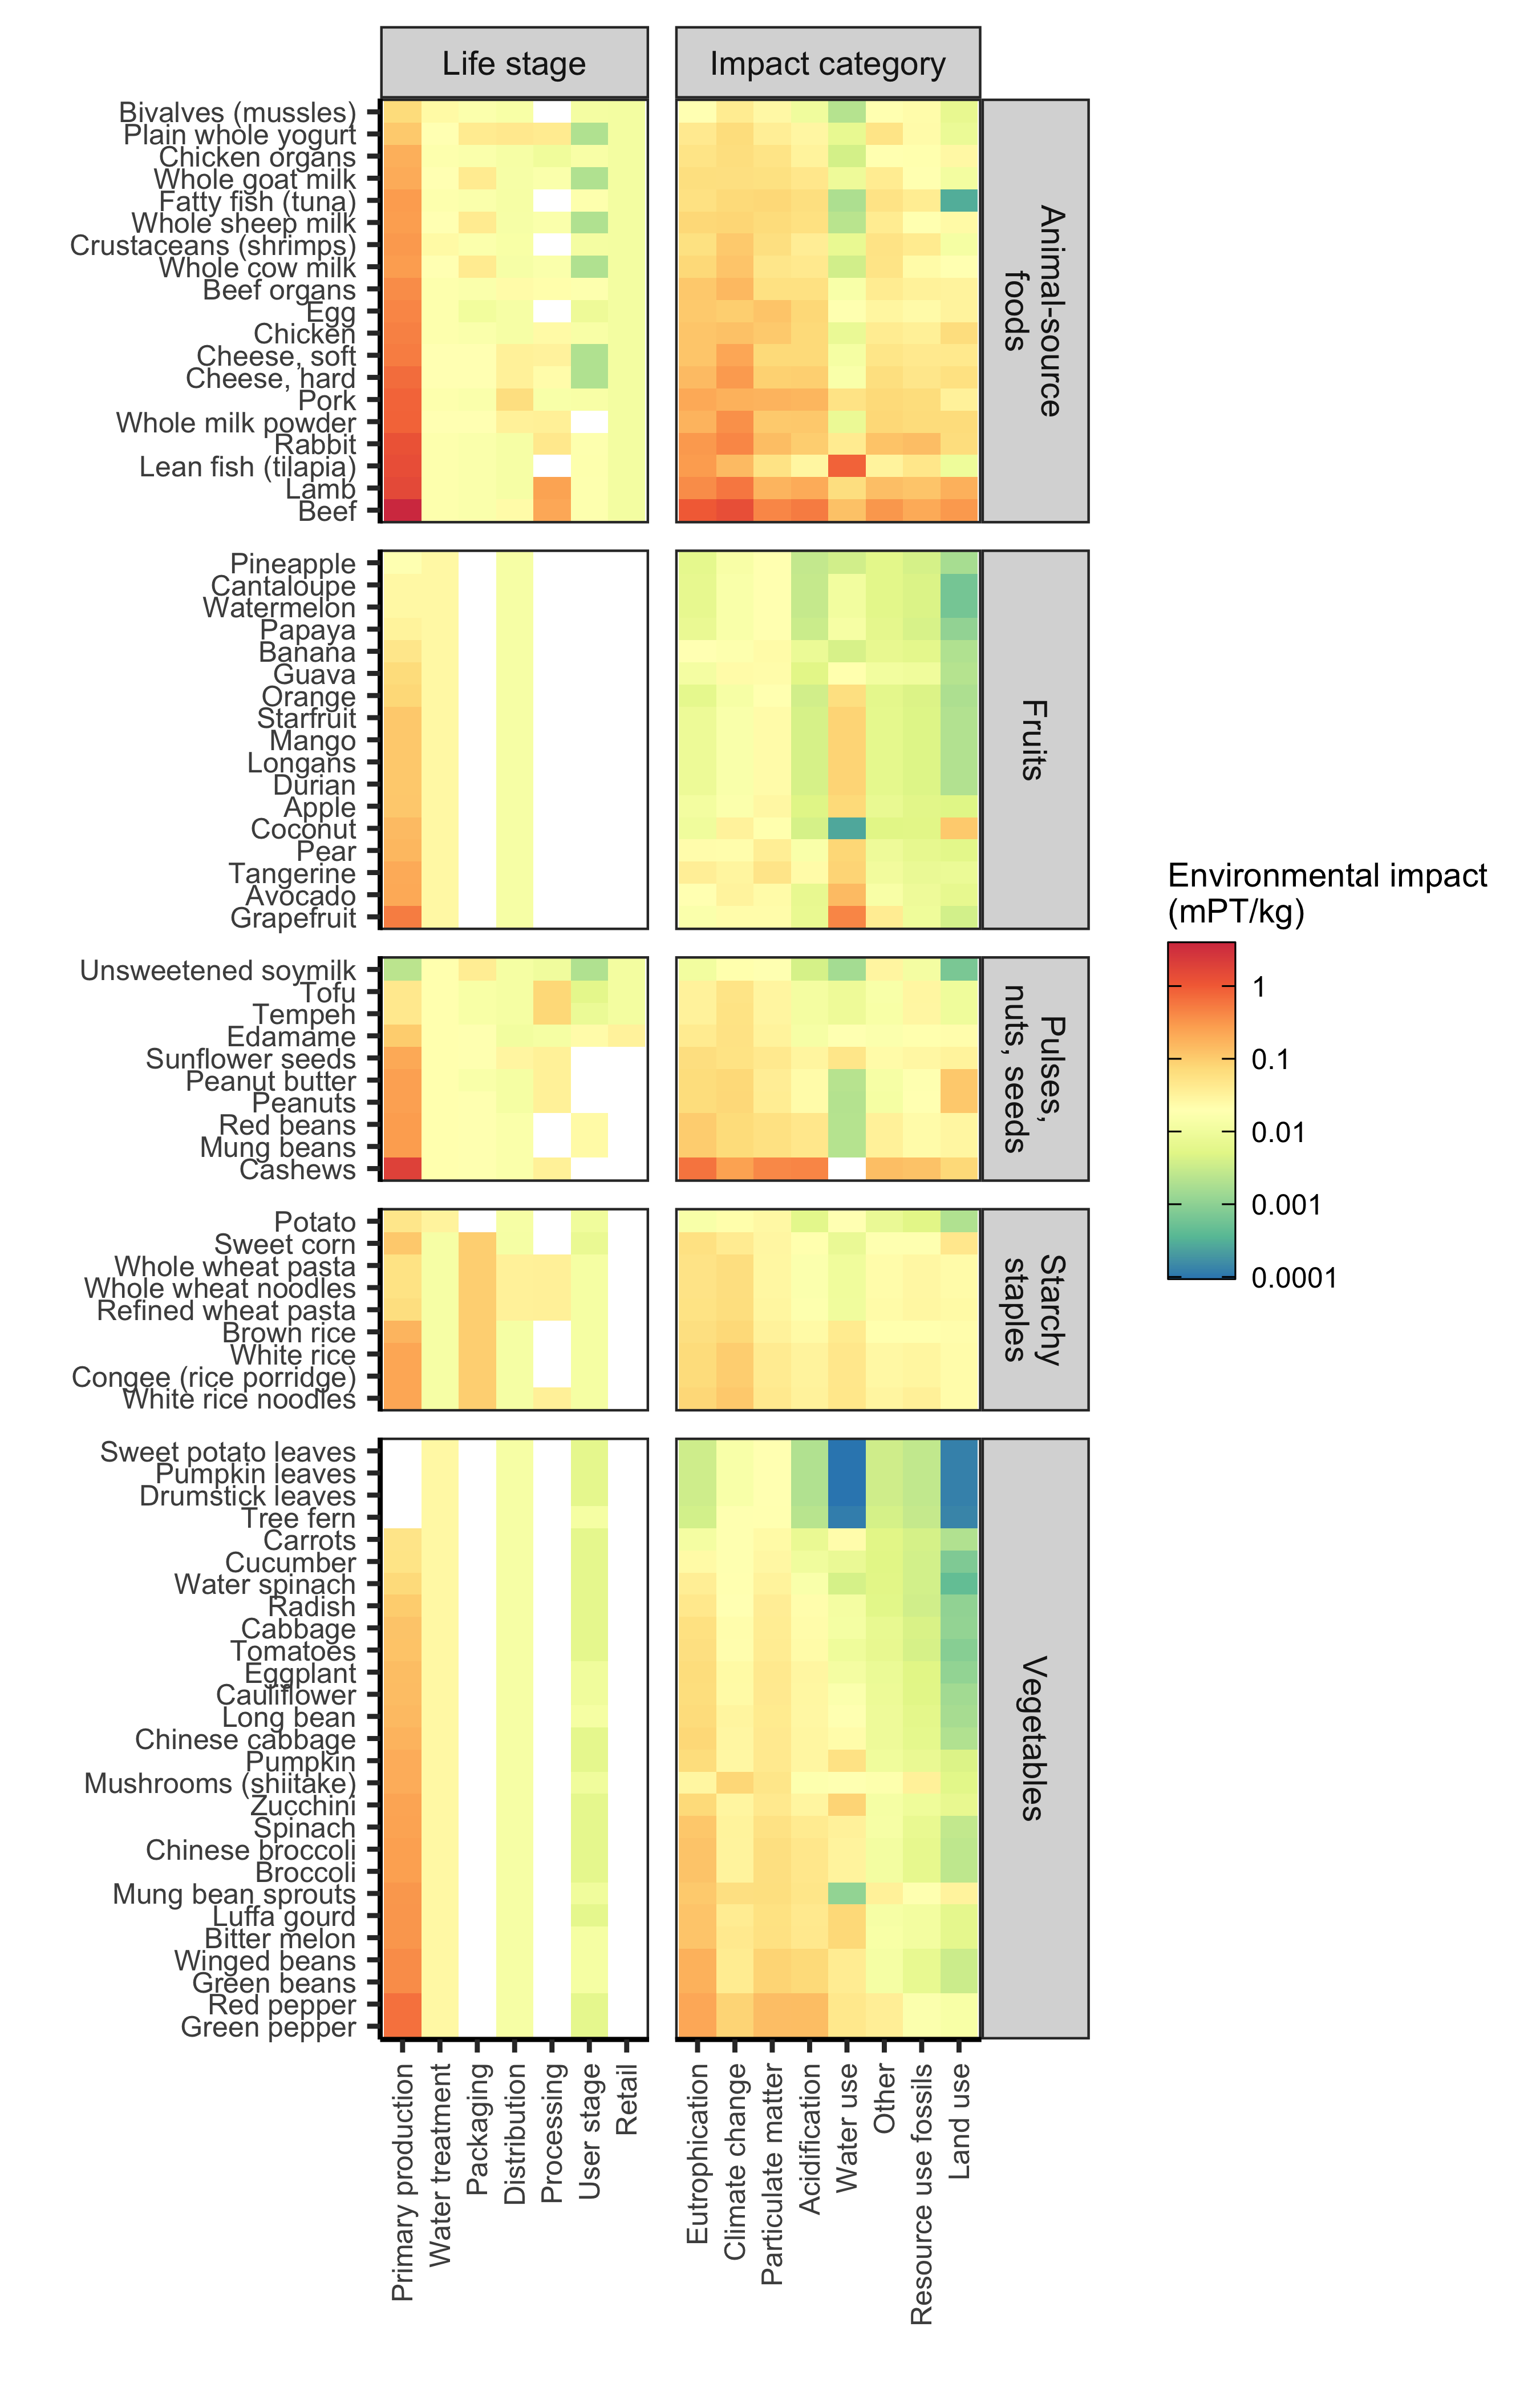 Life stage
Impact category
Bivalves (mussles)
Plain whole yogurt
Chicken organs
Whole goat milk
Fatty fish (tuna)
Whole sheep milk
Crustaceans (shrimps)
Whole cow milk
Beef organs
Egg
Chicken
Cheese, soft
Cheese, hard
Pork
Whole milk powder
Rabbit
Lean fish (tilapia)
Lamb
Beef
Animal-source
foods
Pineapple
Cantaloupe
Watermelon
Papaya
Banana
Guava
Orange
Starfruit
Mango
Longans
Durian
Apple
Coconut
Pear
Tangerine
Avocado
Grapefruit
Fruits
Unsweetened soymilk
Tofu
Tempeh
Edamame
Sunflower seeds
Peanut butter
Peanuts
Red beans
Mung beans
Cashews
Pulses,
nuts, seeds
Potato
Sweet corn
Whole wheat pasta
Whole wheat noodles
Refined wheat pasta
Brown rice
White rice
Congee (rice porridge)
White rice noodles
Starchy
staples
Sweet potato leaves
Pumpkin leaves
Drumstick leaves
Tree fern
Carrots
Cucumber
Water spinach
Radish
Cabbage
Tomatoes
Eggplant
Cauliflower
Long bean
Chinese cabbage
Pumpkin
Mushrooms (shiitake)
Zucchini
Spinach
Chinese broccoli
Broccoli
Mung bean sprouts
Luffa gourd
Bitter melon
Winged beans
Green beans
Red pepper
Green pepper
Vegetables
Primary production
Water treatment
Packaging
Distribution
Processing
User stage
Retail
Eutrophication
Climate change
Particulate matter
Acidification
Water use
Other
Resource use fossils
Land use
Environmental impact
(mPT/kg)
1
0.1
0.01
0.001
0.0001